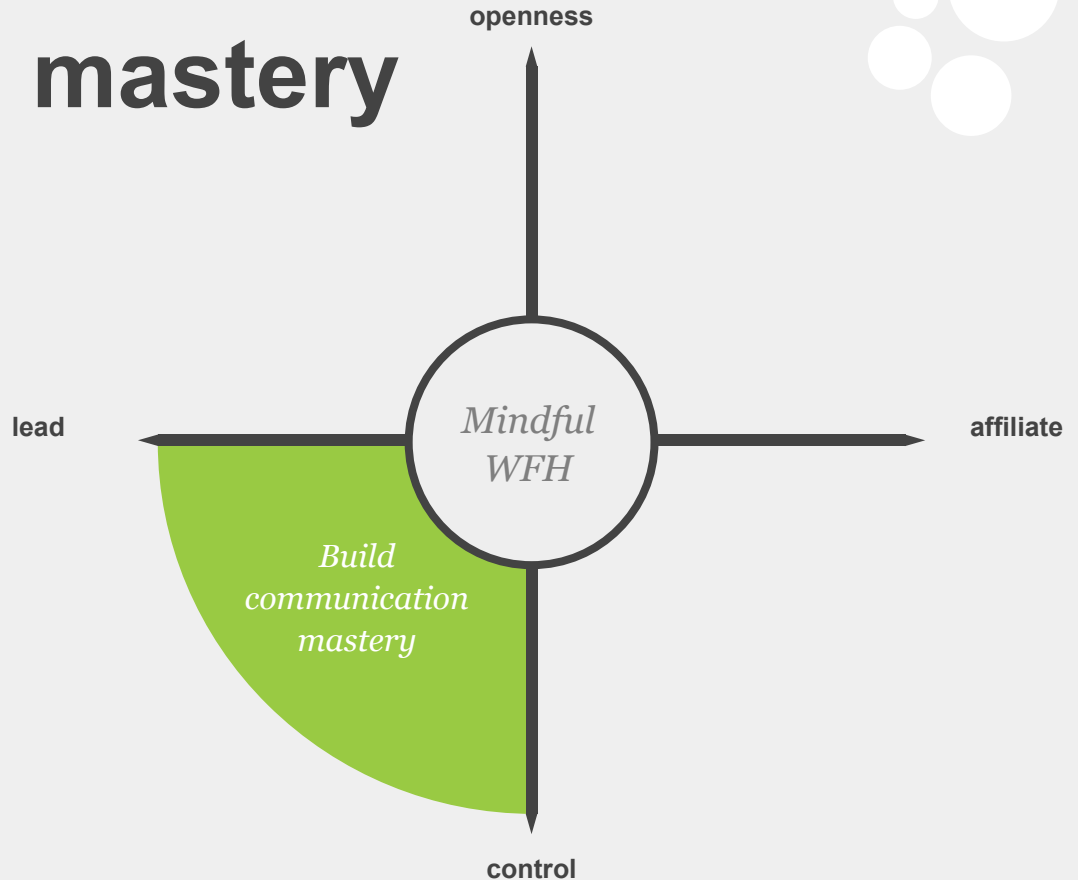 openness
mastery
lead
affiliate
Mindful
WFH
Build
communication
mastery
control